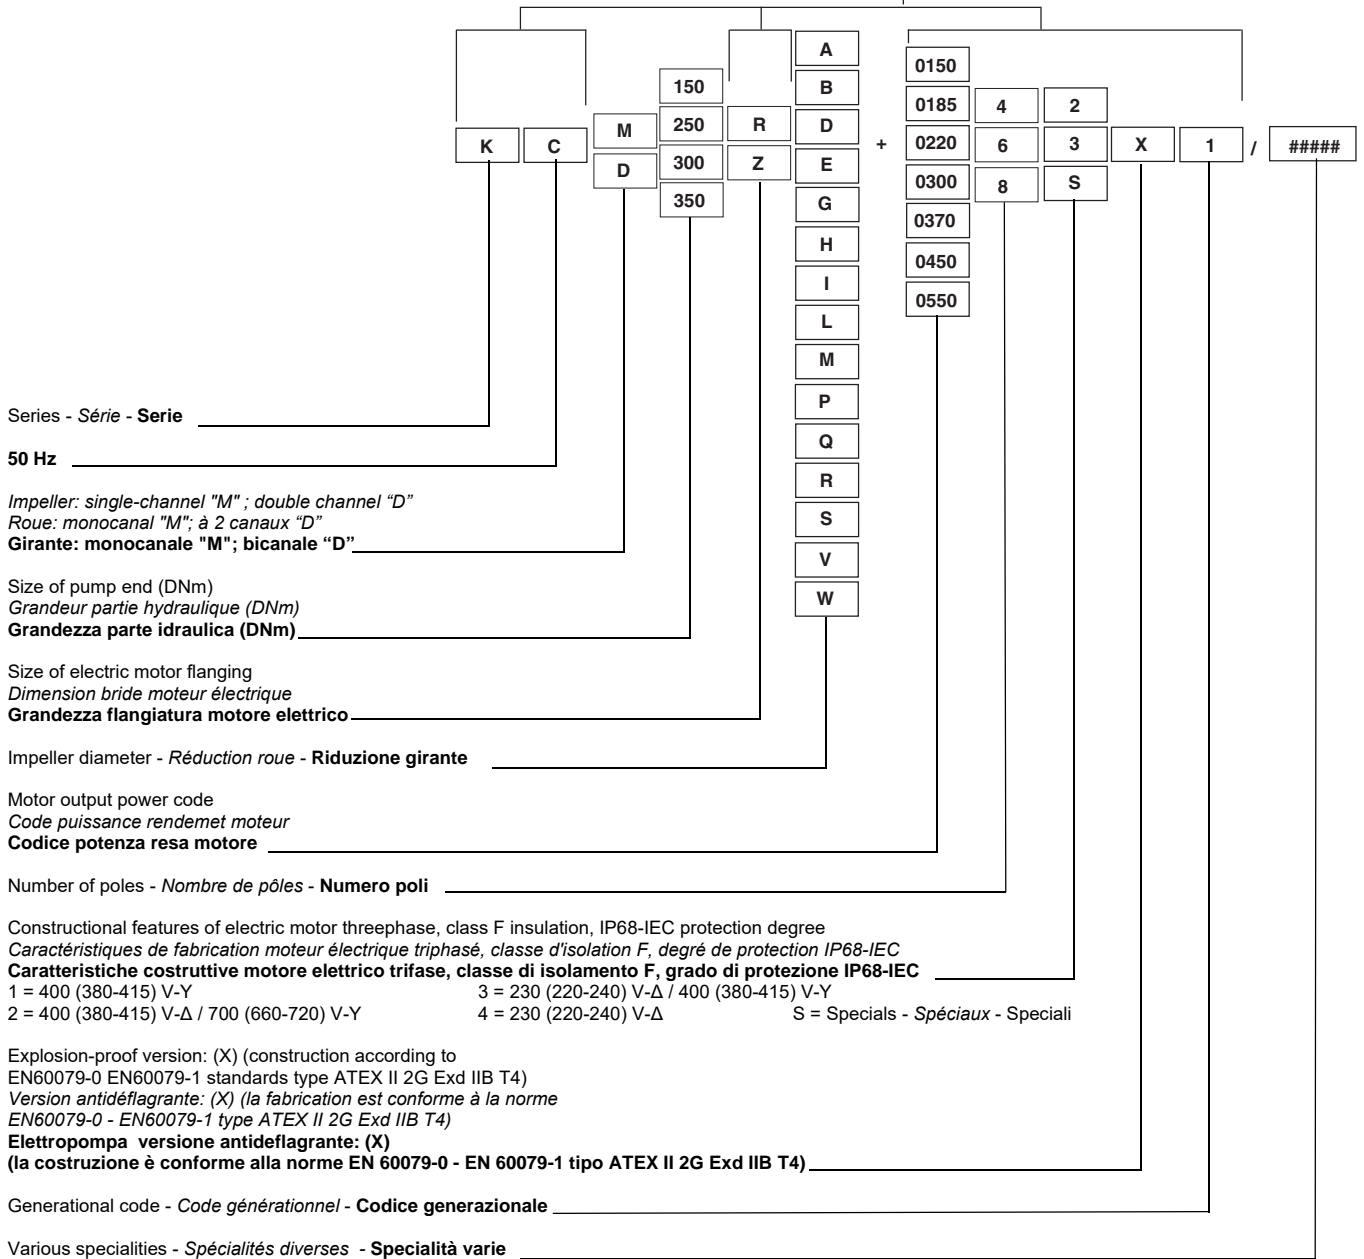 A
0150
150
B
0185
4
2
K
C
M
250
R
D
+
0220
6
3
X
1
/
#####
D
300
Z
E
0300
8
S
350
G
0370
H
0450
I
0550
L
M
P
Q
R
S
V
W
Series - Série - Serie
50 Hz
Impeller: single-channel "M" ; double channel “D”
Roue: monocanal "M"; à 2 canaux “D”
Girante: monocanale "M"; bicanale “D”
Size of pump end (DNm)
Grandeur partie hydraulique (DNm)
Grandezza parte idraulica (DNm)
Size of electric motor flanging
Dimension bride moteur électrique
Grandezza flangiatura motore elettrico
Impeller diameter - Réduction roue - Riduzione girante
Motor output power code
Code puissance rendemet moteur
Codice potenza resa motore
Number of poles - Nombre de pôles - Numero poli
Constructional features of electric motor threephase, class F insulation, IP68-IEC protection degree
Caractéristiques de fabrication moteur électrique triphasé, classe d'isolation F, degré de protection IP68-IEC
Caratteristiche costruttive motore elettrico trifase, classe di isolamento F, grado di protezione IP68-IEC
1 = 400 (380-415) V-Y 3 = 230 (220-240) V-Δ / 400 (380-415) V-Y
2 = 400 (380-415) V-Δ / 700 (660-720) V-Y 4 = 230 (220-240) V-Δ S = Specials - Spéciaux - Speciali
Explosion-proof version: (X) (construction according to
EN60079-0 EN60079-1 standards type ATEX II 2G Exd IIB T4)
Version antidéflagrante: (X) (la fabrication est conforme à la norme
EN60079-0 - EN60079-1 type ATEX II 2G Exd IIB T4)
Elettropompa versione antideflagrante: (X)
(la costruzione è conforme alla norme EN 60079-0 - EN 60079-1 tipo ATEX II 2G Exd IIB T4)
Generational code - Code générationnel - Codice generazionale
Various specialities - Spécialités diverses - Specialità varie